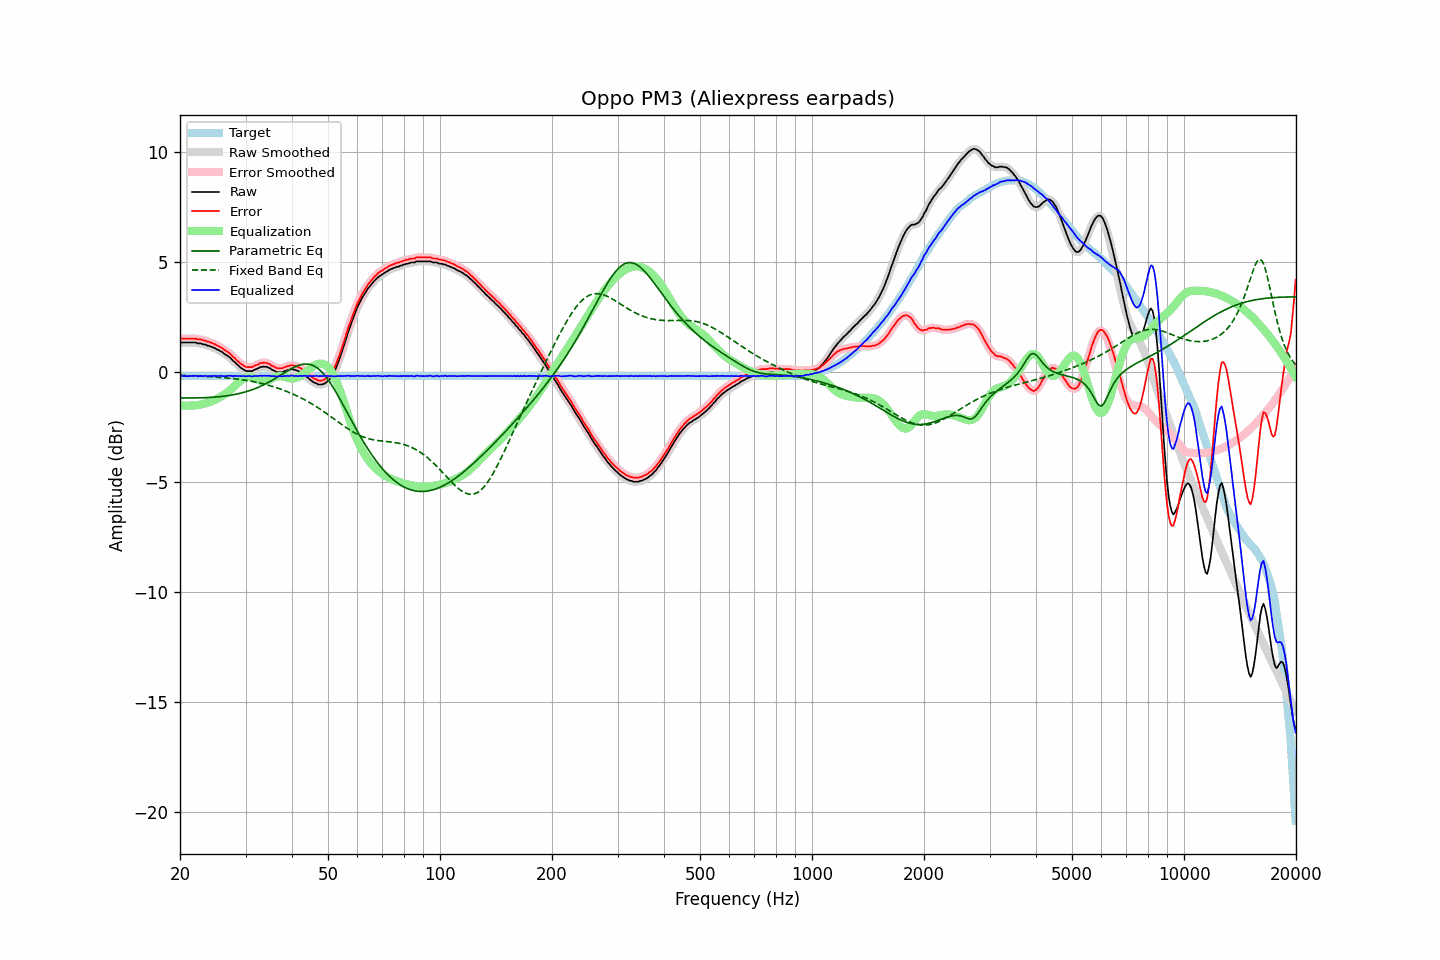 Oppo PM3 (Aliexpress earpads)
Target
Raw Smoothed
Error Smoothed
Raw
Error
Equalization
Parametric Eq
Fixed Band Eq
Equalized
10
5
0
−5
−10
−15
−20
Amplitude (dBr)
20 50 100 200 500 1000 2000 5000 10000 20000
Frequency (Hz)